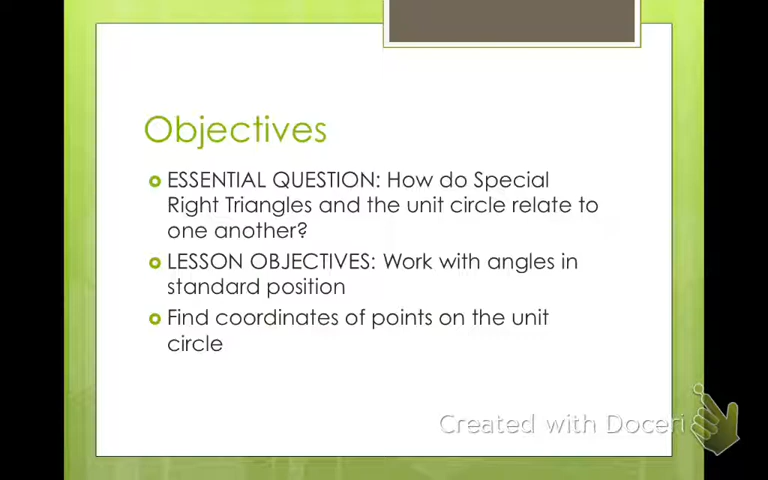 Objectives
ESSENTIAL QUESTION: How do Special
Right Triangles and the unit circle relate to
one another?
LESSON OBJECTIVES: Work with angles in
standard position
Find coordinates of points on the unit
circle
Created with Doceri